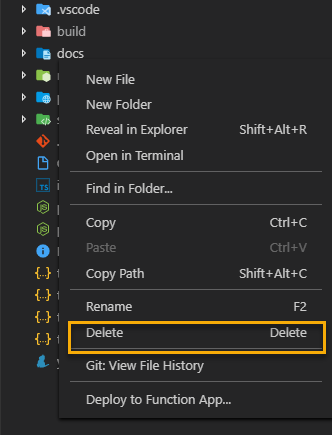 .vscode
build
docs
New File
New Folder
Reveal in Explorer Shift+Alt+R
Open in Terminal
Find in Folder...
Copy Ctrl+C
Paste Ctrl+V
Copy Path Shift+Alt+C
Rename F2
Delete Delete
Git: View File History
Deploy to Function App...